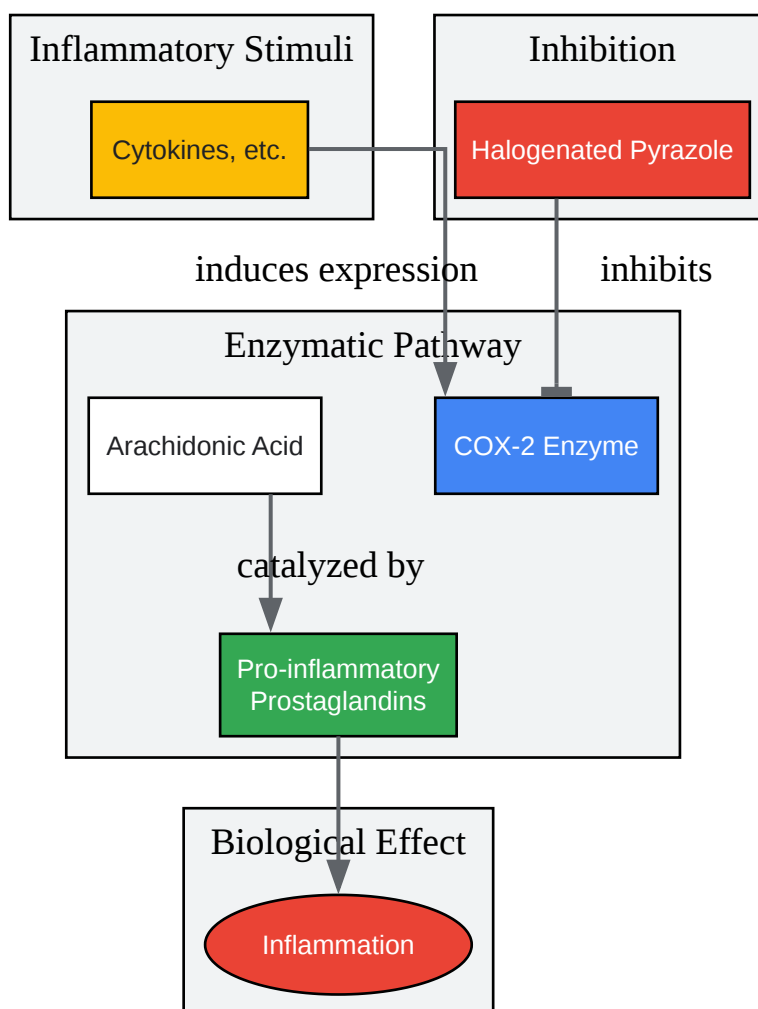 Inflammatory Stimuli
Inhibition
Cytokines, etc.
Halogenated Pyrazole
induces expression
inhibits
Enzymatic Pathway
Arachidonic Acid
COX-2 Enzyme
catalyzed by
Pro-inflammatory
Prostaglandins
Biological Effect
Inflammation